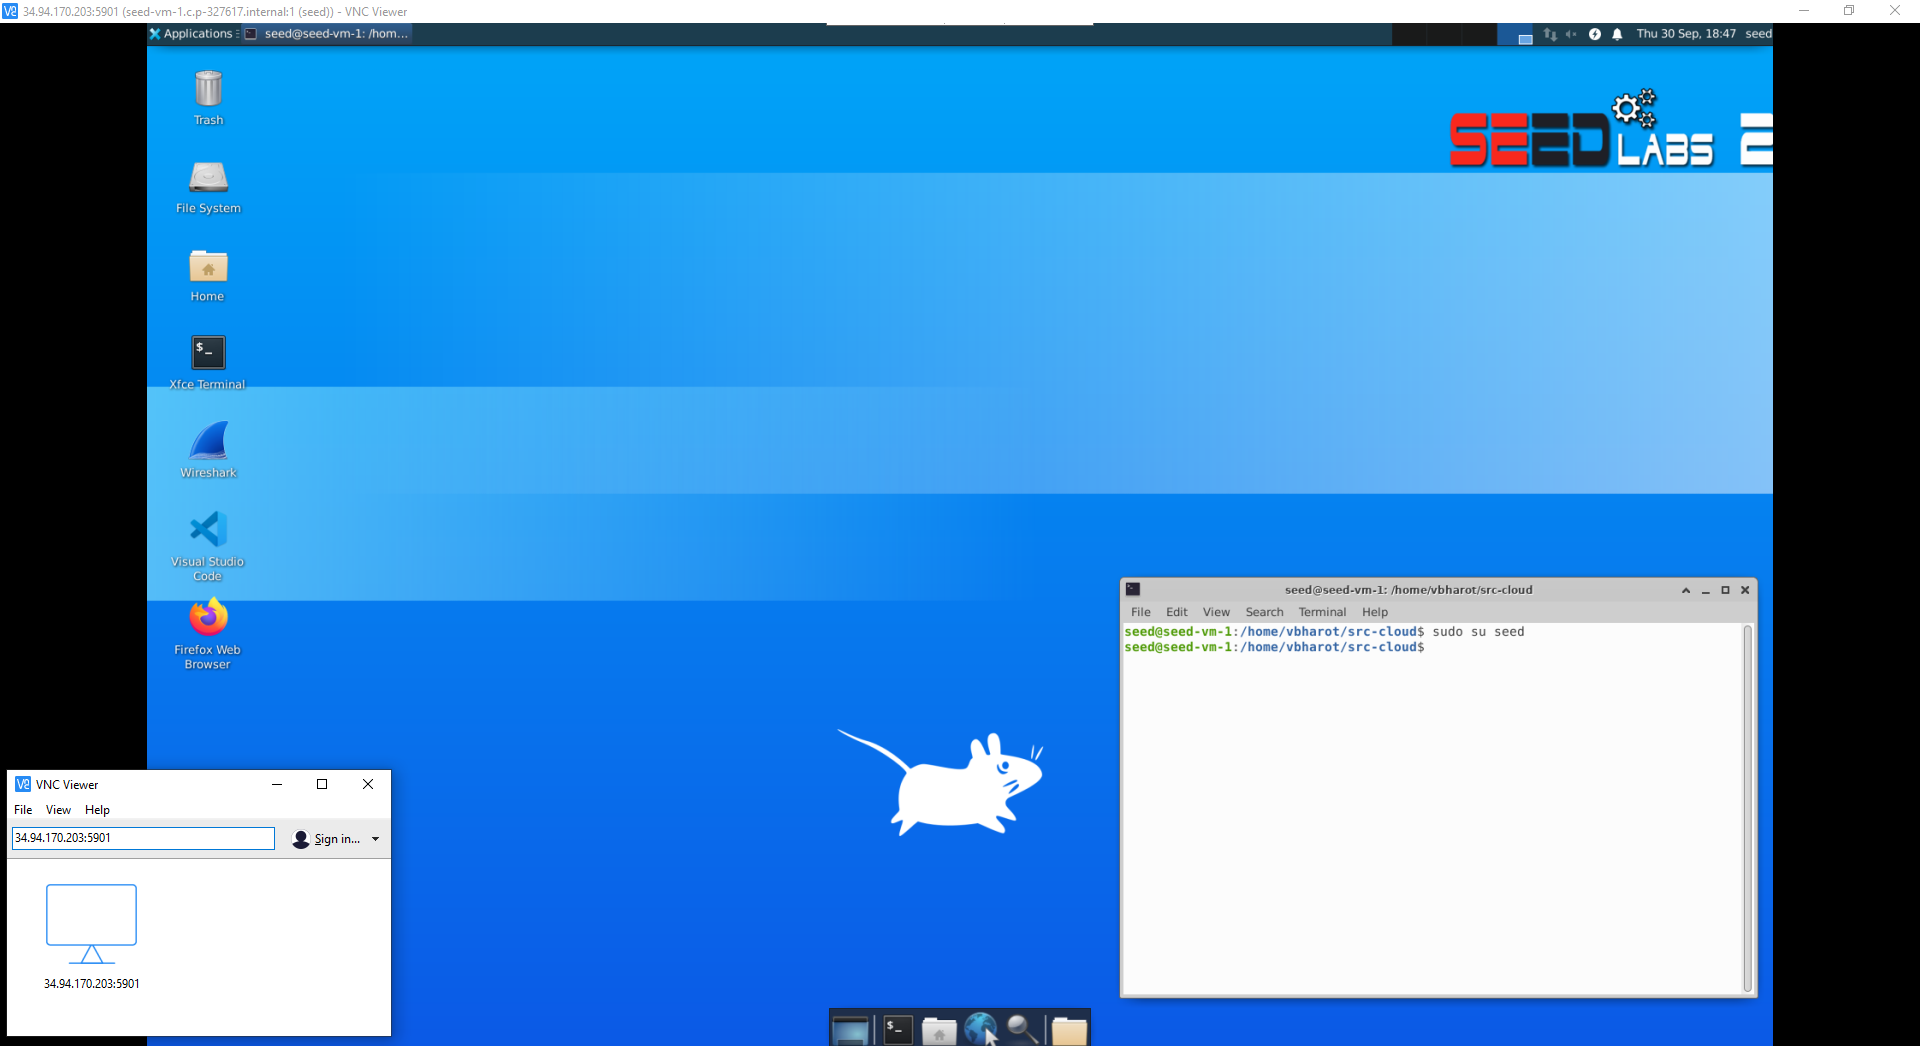 34.94.170.203:5901 (seed-vm-1.c.p-327617.internal:1 (seed)) - VNC Viewer
Applications
seed@seed-vm-1: /hom...
Thu 30 Sep, 18:47 seed
Trash
File System
Home
Xfce Terminal
Wireshark
Visual Studio
Code
Firefox Web
Browser
SEED LABS 2
seed@seed-vm-1: /home/vbharot/src-cloud
File Edit View Search Terminal Help
seed@seed-vm-1:/home/vbharot/src-cloud$ sudo su seed
seed@seed-vm-1:/home/vbharot/src-cloud$
VNC Viewer
File View Help
34.94.170.203:5901
Sign in...
34.94.170.203:5901